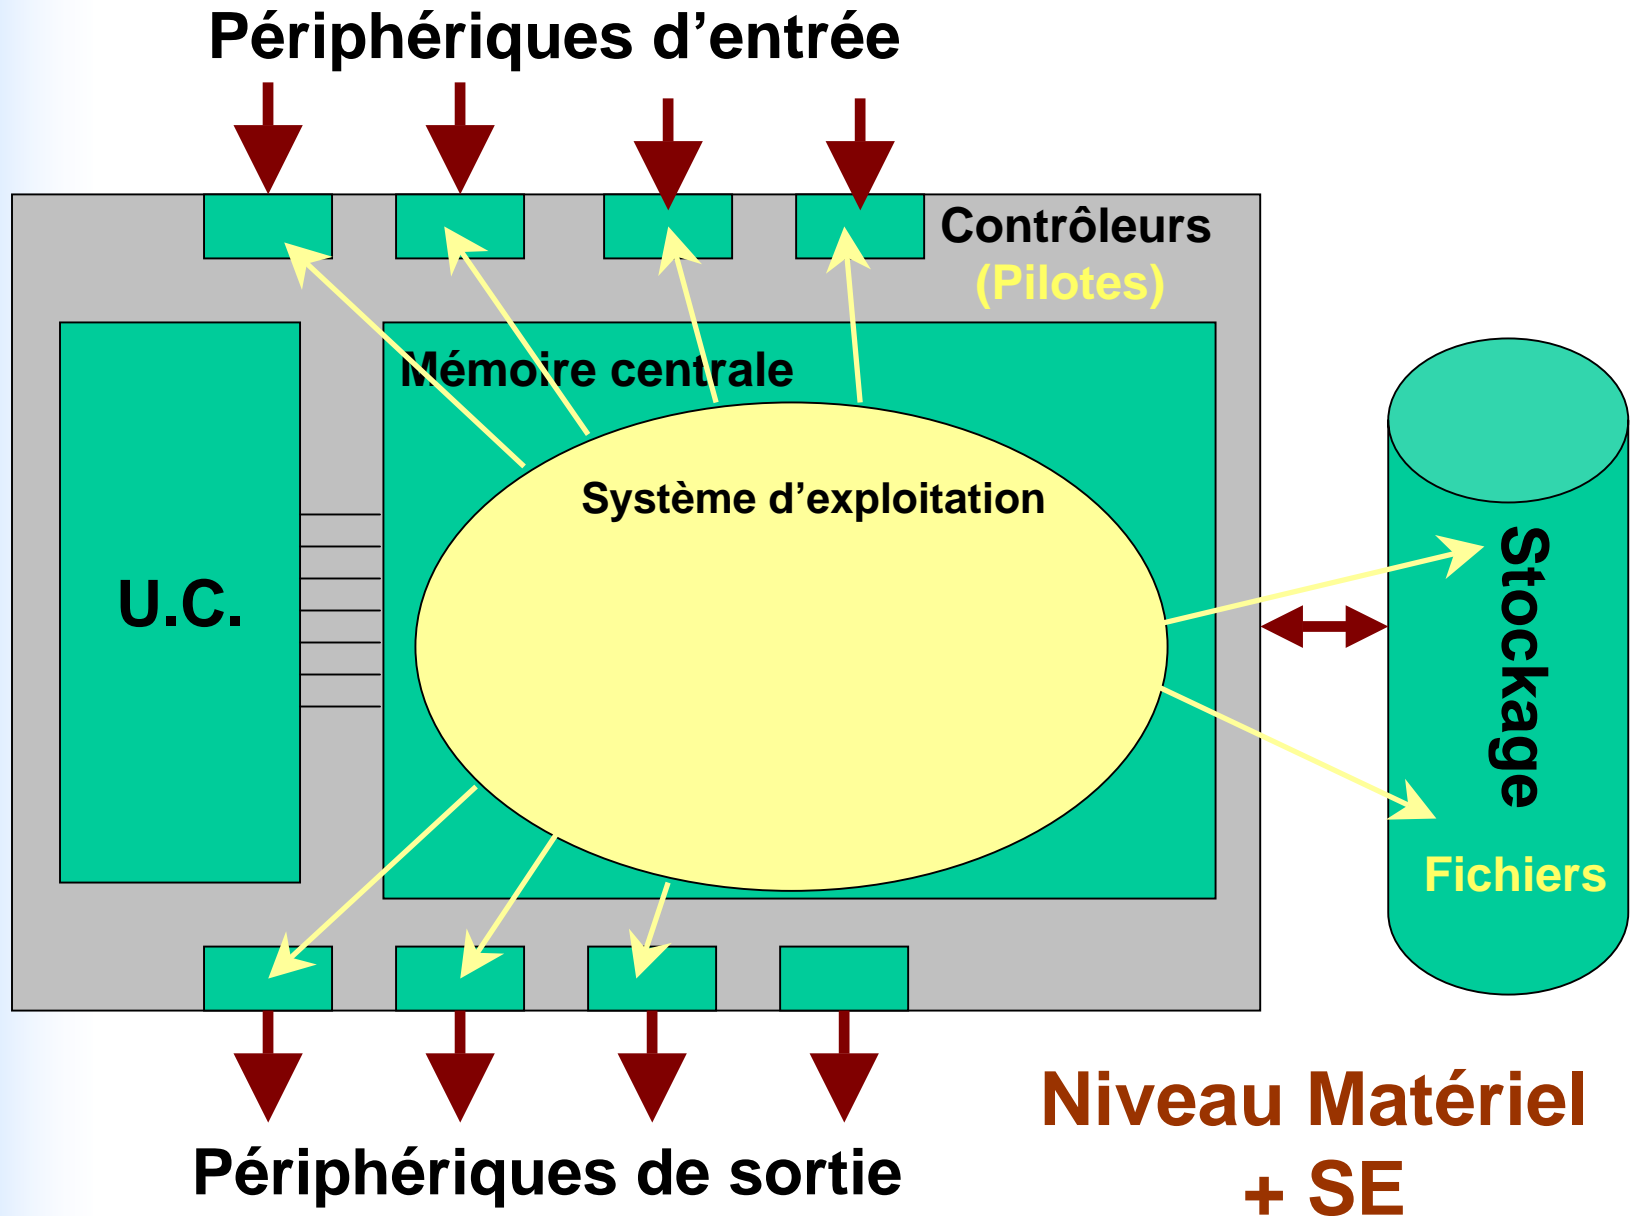 Périphériques d’entrée
Contrôleurs
(Pilotes)
Mémoire centrale
Système d’exploitation
U.C.
Stockage
Fichiers
Périphériques de sortie
Niveau Matériel
+ SE